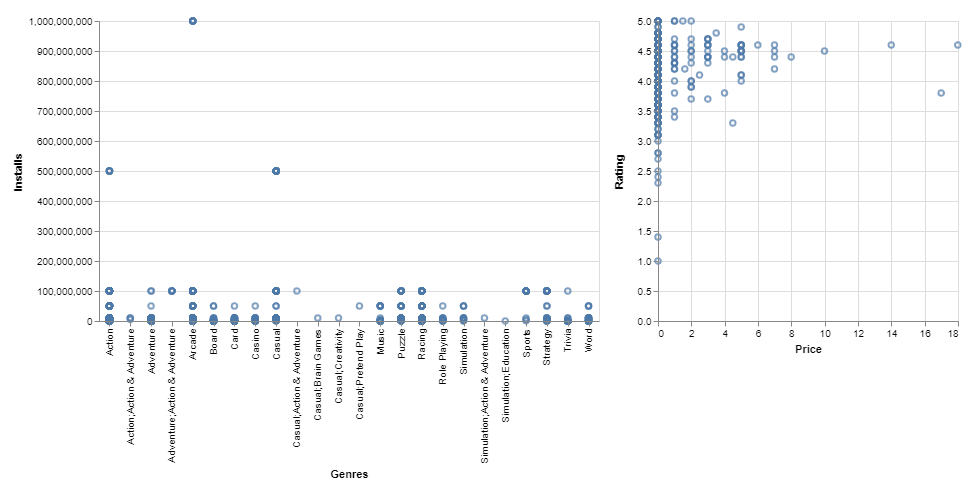 1,000,000,000
900,000,000
800,000,000
700,000,000
600,000,000
500,000,000
400,000,000
300,000,000
200,000,000
100,000,000
0
Installs
Action
Action;Action & Adventure
Adventure
Adventure;Action & Adventure
Arcade
Board
Card
Casino
Casual
Casual;Action & Adventure
Casual;Brain Games
Casual;Creativity
Casual;Pretend Play
Music
Puzzle
Racing
Role Playing
Simulation
Simulation;Action & Adventure
Simulation;Education
Sports
Strategy
Trivia
Word
Genres
5.0
4.5
4.0
3.5
3.0
2.5
2.0
1.5
1.0
0.5
0.0
Rating
0 2 4 6 8 10 12 14 16 18
Price